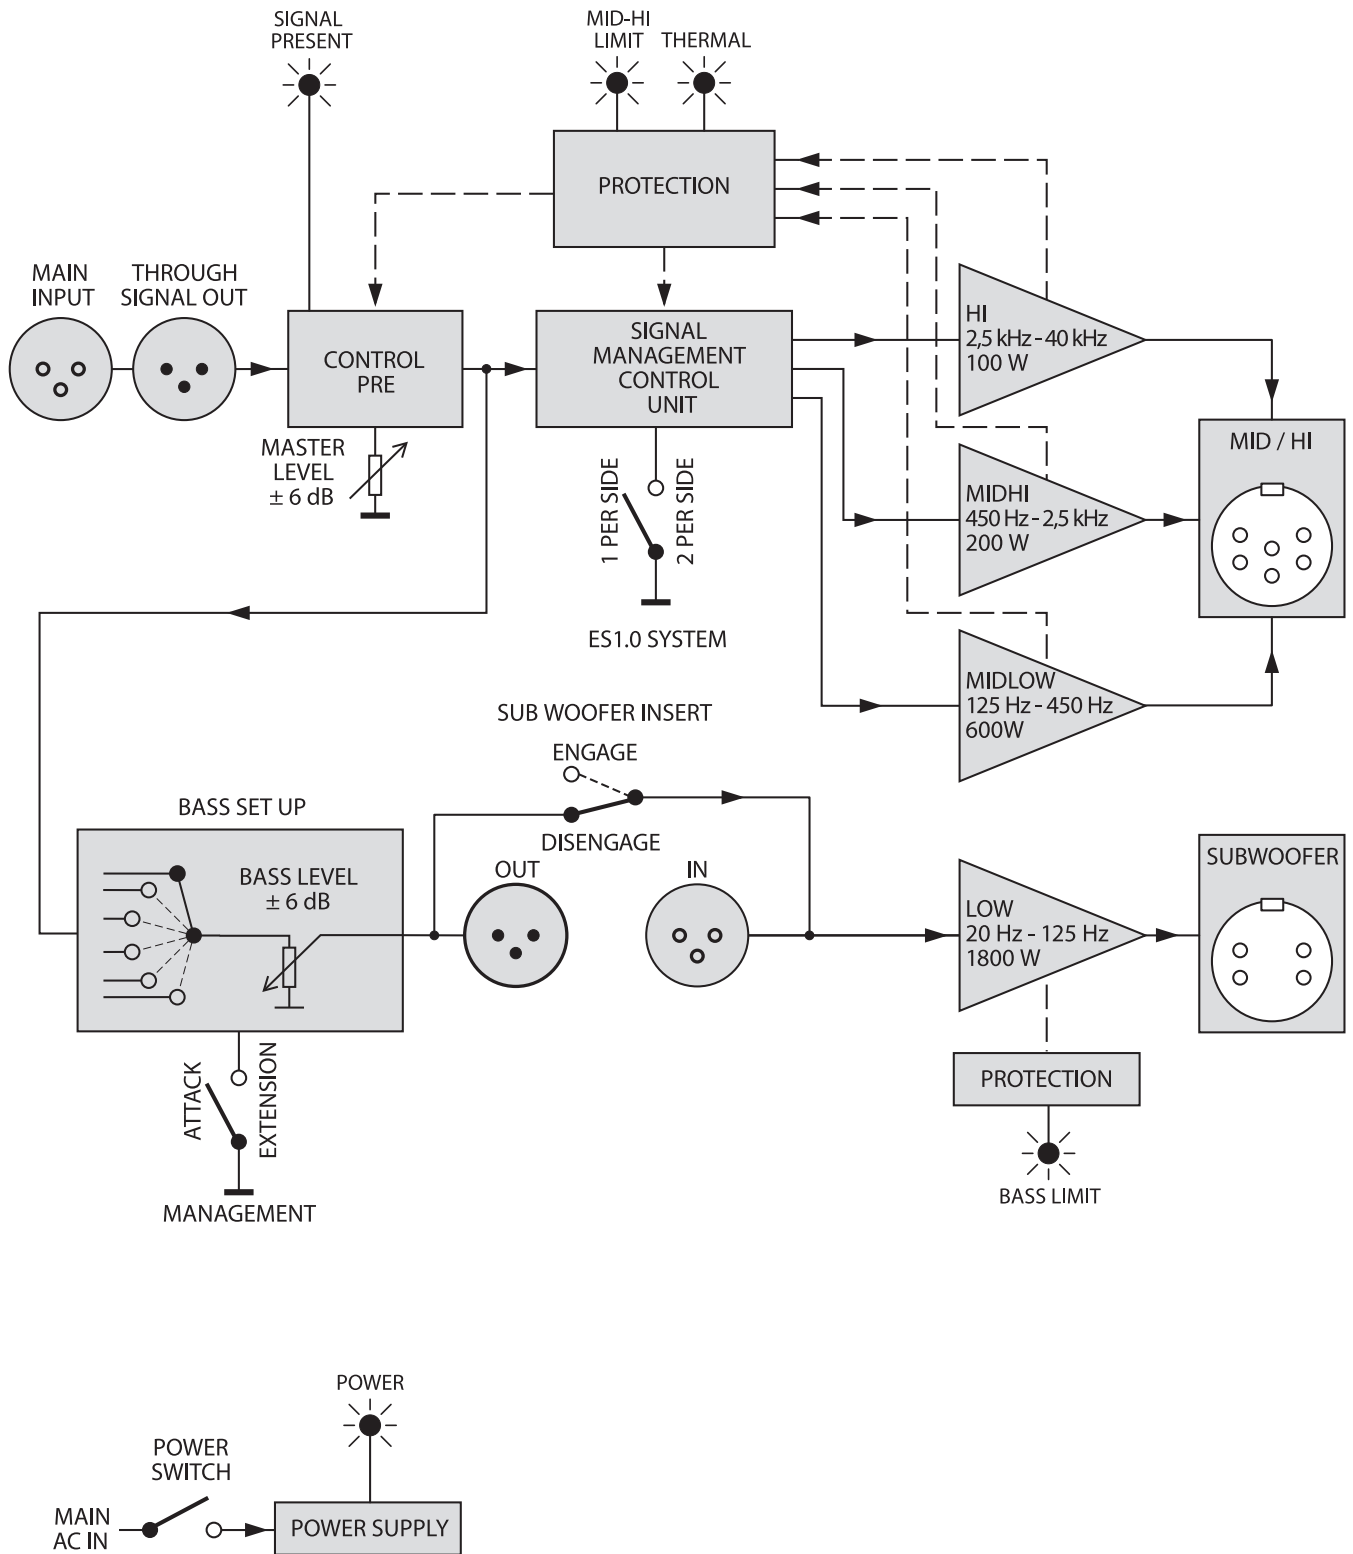 SIGNAL
PRESENT
MID-HI
LIMIT
THERMAL
PROTECTION
MAIN
INPUT
THROUGH
SIGNAL OUT
CONTROL
PRE
SIGNAL
MANAGEMENT
CONTROL
UNIT
HI
2,5 kHz - 40 kHz
100 W
MASTER
LEVEL
± 6 dB
1 PER SIDE
2 PER SIDE
ES1.0 SYSTEM
MIDHI
450 Hz - 2,5 kHz
200 W
MID / HI
MIDLOW
125 Hz - 450 Hz
600W
SUB WOOFER INSERT
ENGAGE
DISENGAGE
BASS SET UP
BASS LEVEL
± 6 dB
OUT
IN
LOW
20 Hz - 125 Hz
1800 W
SUBWOOFER
ATTACK
EXTENSION
MANAGEMENT
PROTECTION
BASS LIMIT
POWER
POWER
SWITCH
MAIN
AC IN
POWER SUPPLY